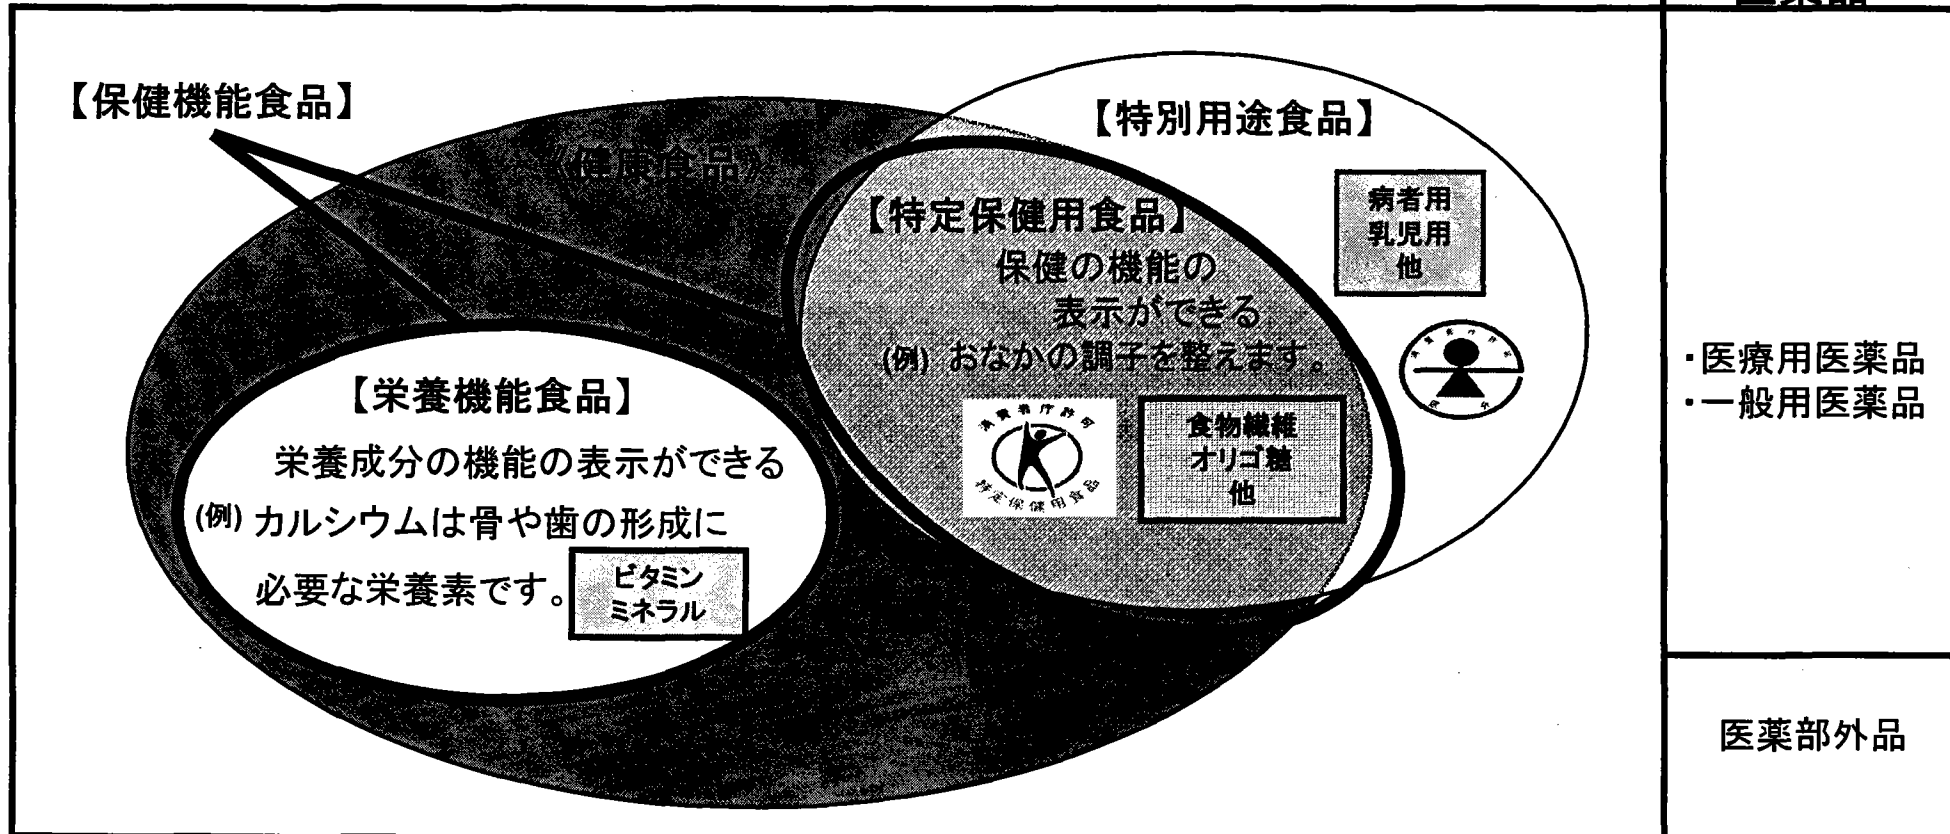 【保健機能食品】
《健康食品》
【特別用途食品】
病者用
乳児用
他
【特定保健用食品】
保健の機能の
表示ができる
(例) おなかの調子を整えます。
消費者庁許可
特定保健用食品
食物繊維
オリゴ糖
他
【栄養機能食品】
栄養成分の機能の表示ができる
(例) カルシウムは骨や歯の形成に
必要な栄養素です。
ビタミン
ミネラル
・医療用医薬品
・一般用医薬品
医薬部外品